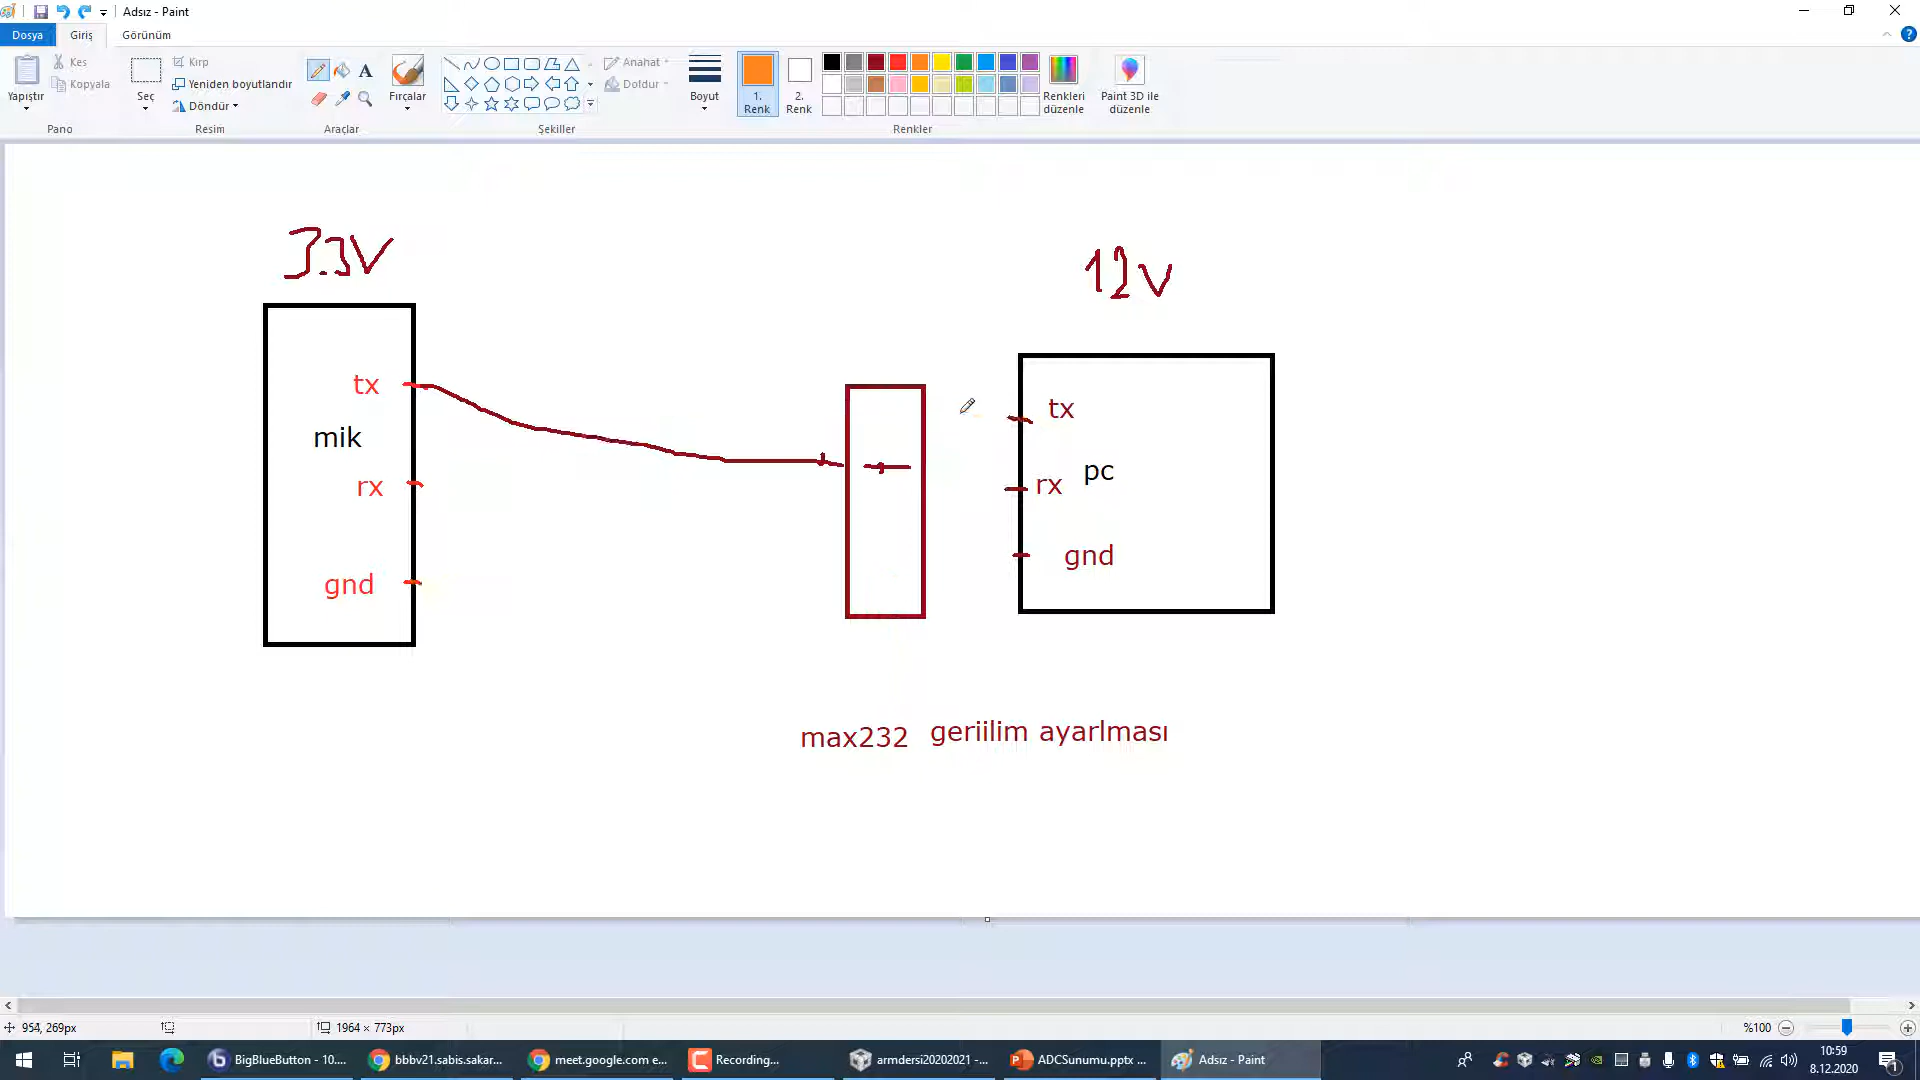 Adsız - Paint
Dosya
Giriş
Görünüm
Yapıştır
Kes
Kopyala
Pano
Seç
Kırp
Yeniden boyutlandır
Döndür
Resim
A
Araçlar
Fırçalar
Anahat
Doldur
Şekiller
Boyut
1.
Renk
2.
Renk
Renkleri
düzenle
Renkler
Paint 3D ile
düzenle
3.3V
12V
tx
mik
rx
gnd
tx
pc
rx
gnd
max232 geriilim ayarlması
954, 269px
1964 × 773px
%100
BigBlueButton - 10....
bbbv21.sabis.sakar...
meet.google.com e...
Recording...
armdersi20202021 -...
ADCSunumu.pptx ...
Adsız - Paint
10:59
8.12.2020
1